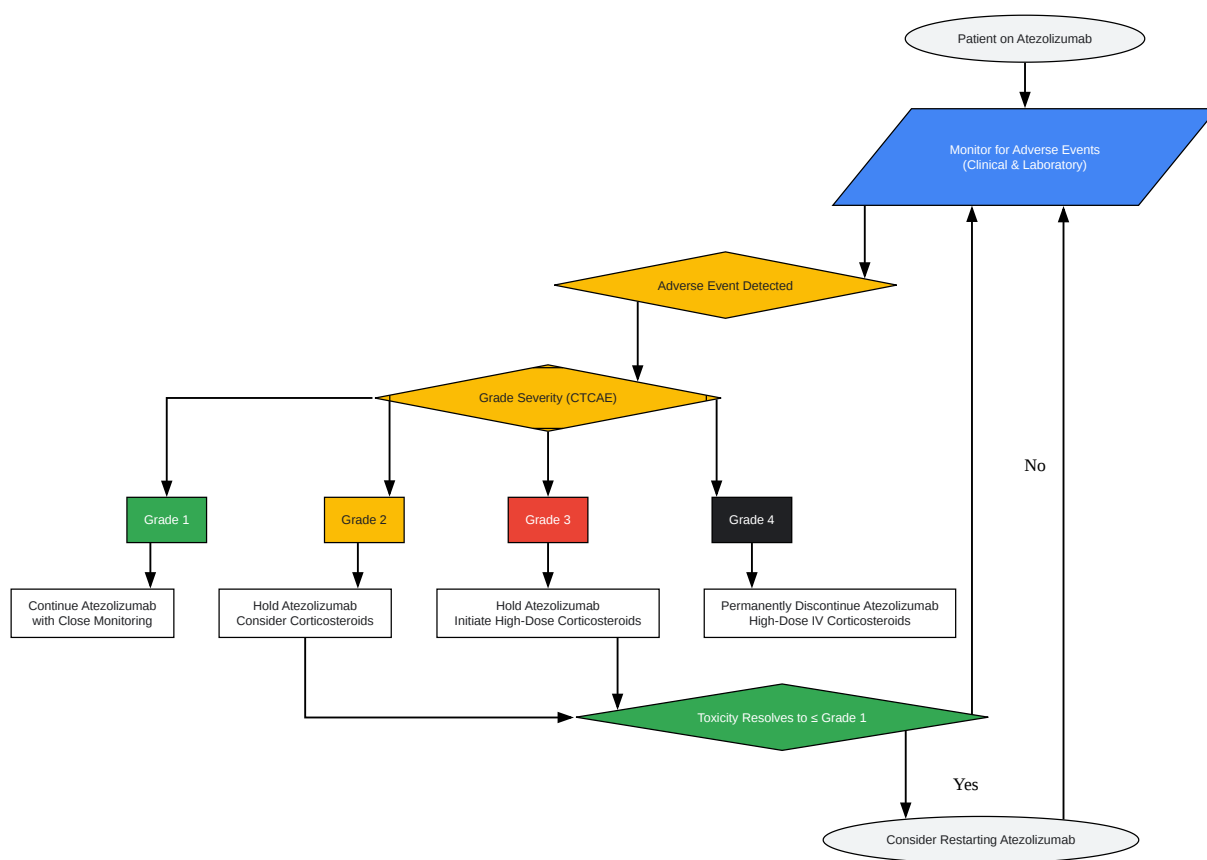 Patient on Atezolizumab
Monitor for Adverse Events
(Clinical & Laboratory)
Adverse Event Detected
Grade Severity (CTCAE)
No
Grade 1
Grade 2
Grade 3
Grade 4
Continue Atezolizumab
with Close Monitoring
Hold Atezolizumab
Consider Corticosteroids
Hold Atezolizumab
Initiate High-Dose Corticosteroids
Permanently Discontinue Atezolizumab
High-Dose IV Corticosteroids
Toxicity Resolves to ≤ Grade 1
Yes
Consider Restarting Atezolizumab